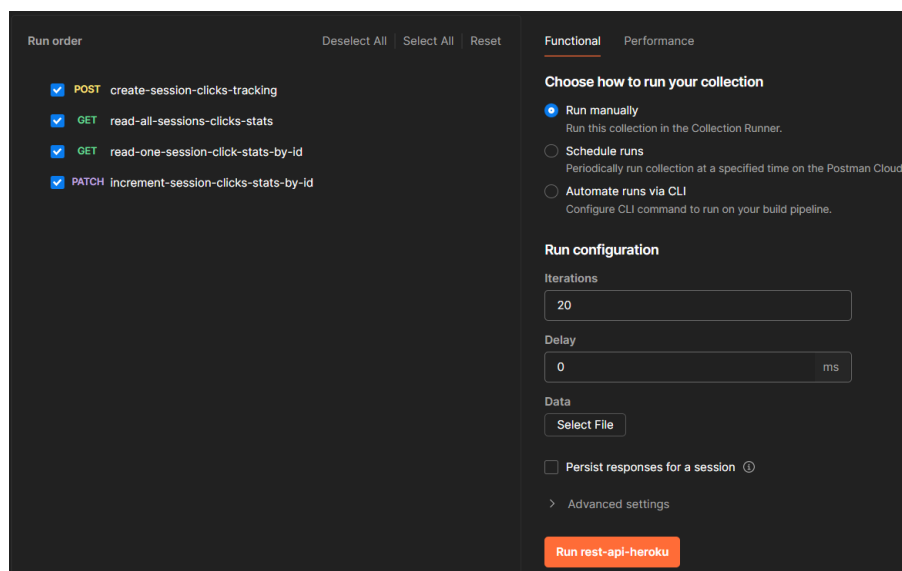 Run order
Deselect All Select All Reset
POST create-session-clicks-tracking
GET read-all-sessions-clicks-stats
GET read-one-session-click-stats-by-id
PATCH increment-session-clicks-stats-by-id
Functional Performance
Choose how to run your collection
Run manually
Run this collection in the Collection Runner.
Schedule runs
Periodically run collection at a specified time on the Postman Cloud
Automate runs via CLI
Configure CLI command to run on your build pipeline.
Run configuration
Iterations
20
Delay
0 ms
Data
Select File
Persist responses for a session
Advanced settings
Run rest-api-heroku